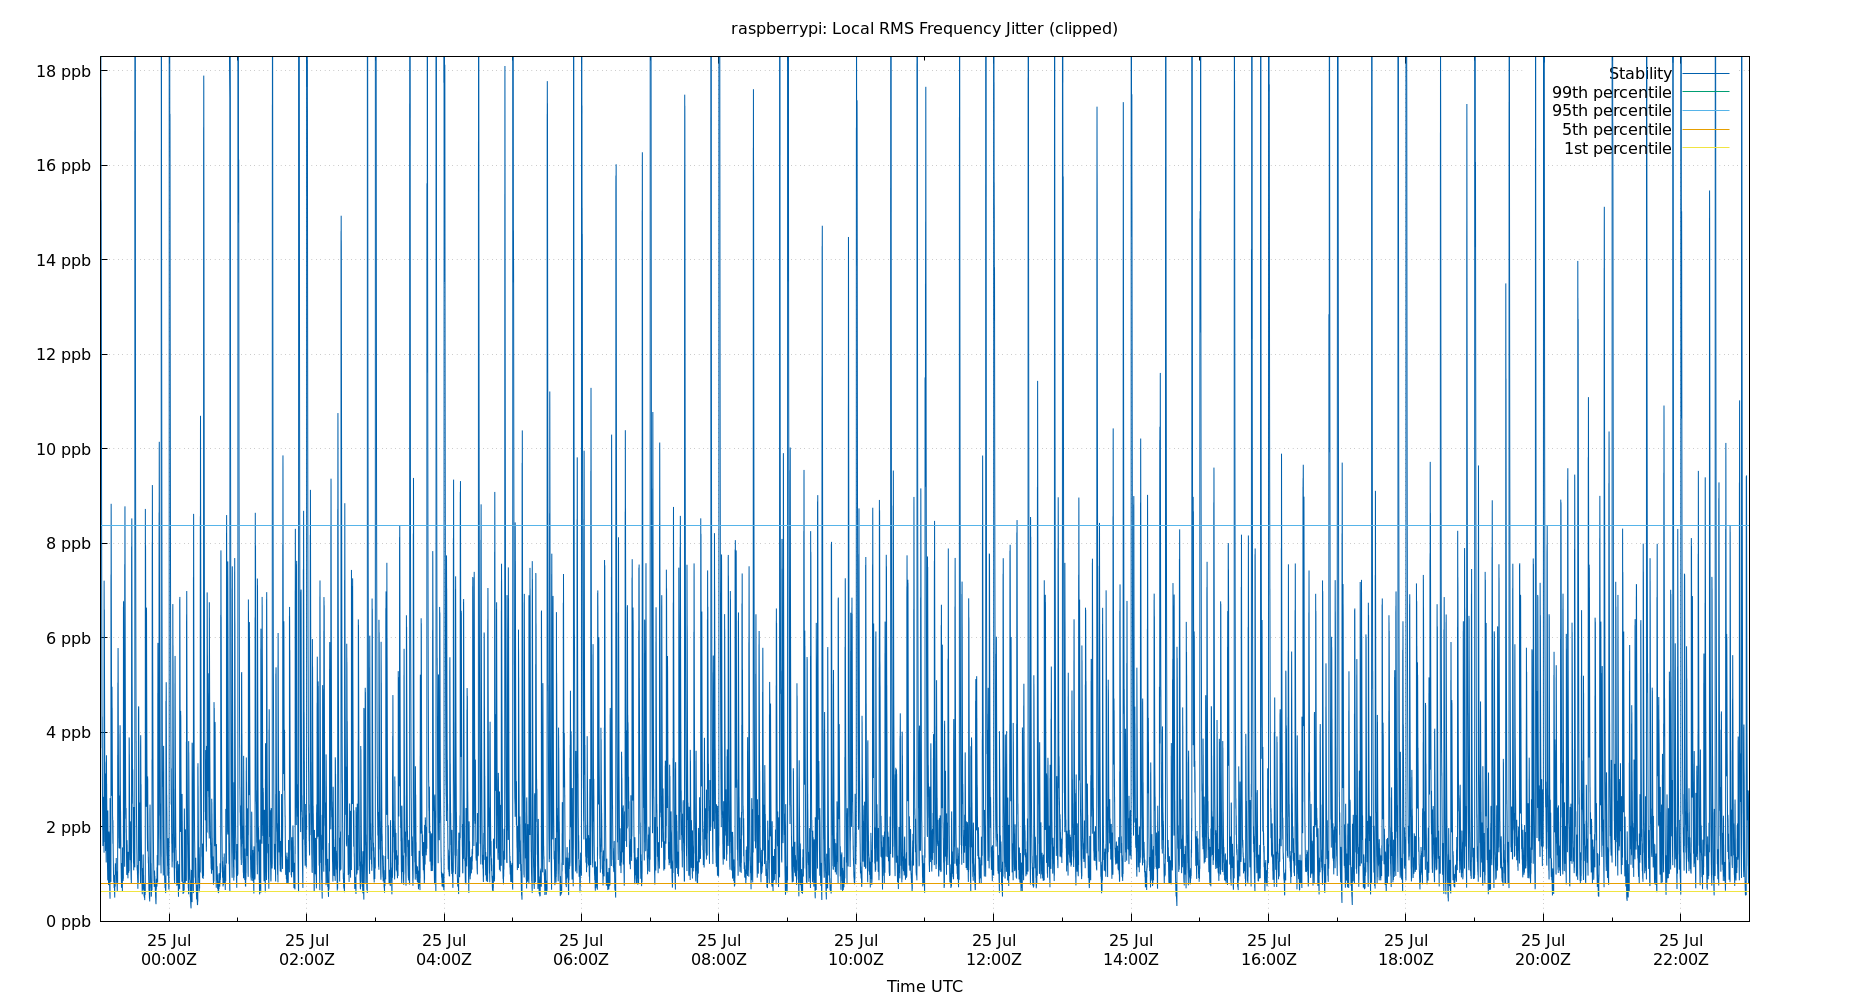 raspberrypi: Local RMS Frequency Jitter (clipped)
18 ppb
16 ppb
14 ppb
12 ppb
10 ppb
8 ppb
6 ppb
4 ppb
2 ppb
0 ppb
Stability
99th percentile
95th percentile
5th percentile
1st percentile
25 Jul 25 Jul 25 Jul 25 Jul 25 Jul 25 Jul 25 Jul 25 Jul 25 Jul 25 Jul 25 Jul 25 Jul
00:00Z 02:00Z 04:00Z 06:00Z 08:00Z 10:00Z 12:00Z 14:00Z 16:00Z 18:00Z 20:00Z 22:00Z
Time UTC